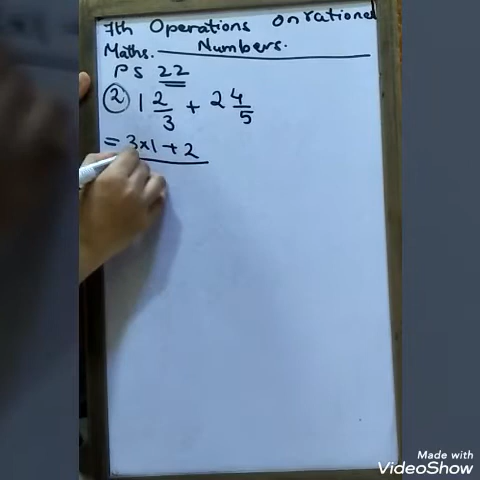 7th Operations on rational
Maths. Numbers.
PS 22
② 1 2/3 + 2 4/5
= 3×1+2
Made with
VideoShow